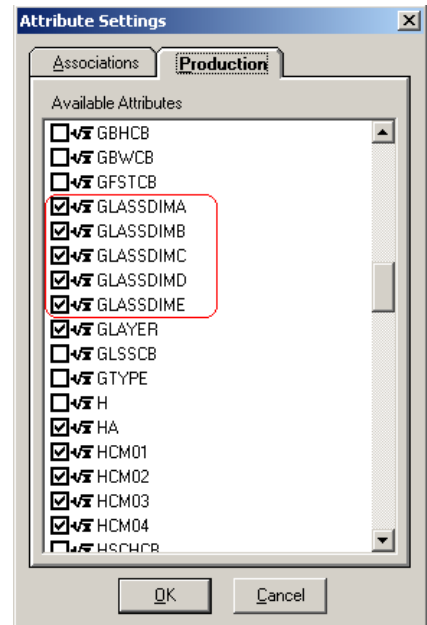 Attribute Settings
Associations
Production
Available Attributes
GBHCB
GBWCB
GFSTCB
GLASSDIMA
GLASSDIMB
GLASSDIMC
GLASSDIMD
GLASSDIME
GLAYER
GLSSCB
GTYPE
H
HA
HCM01
HCM02
HCM03
HCM04
HSCHCB
OK
Cancel